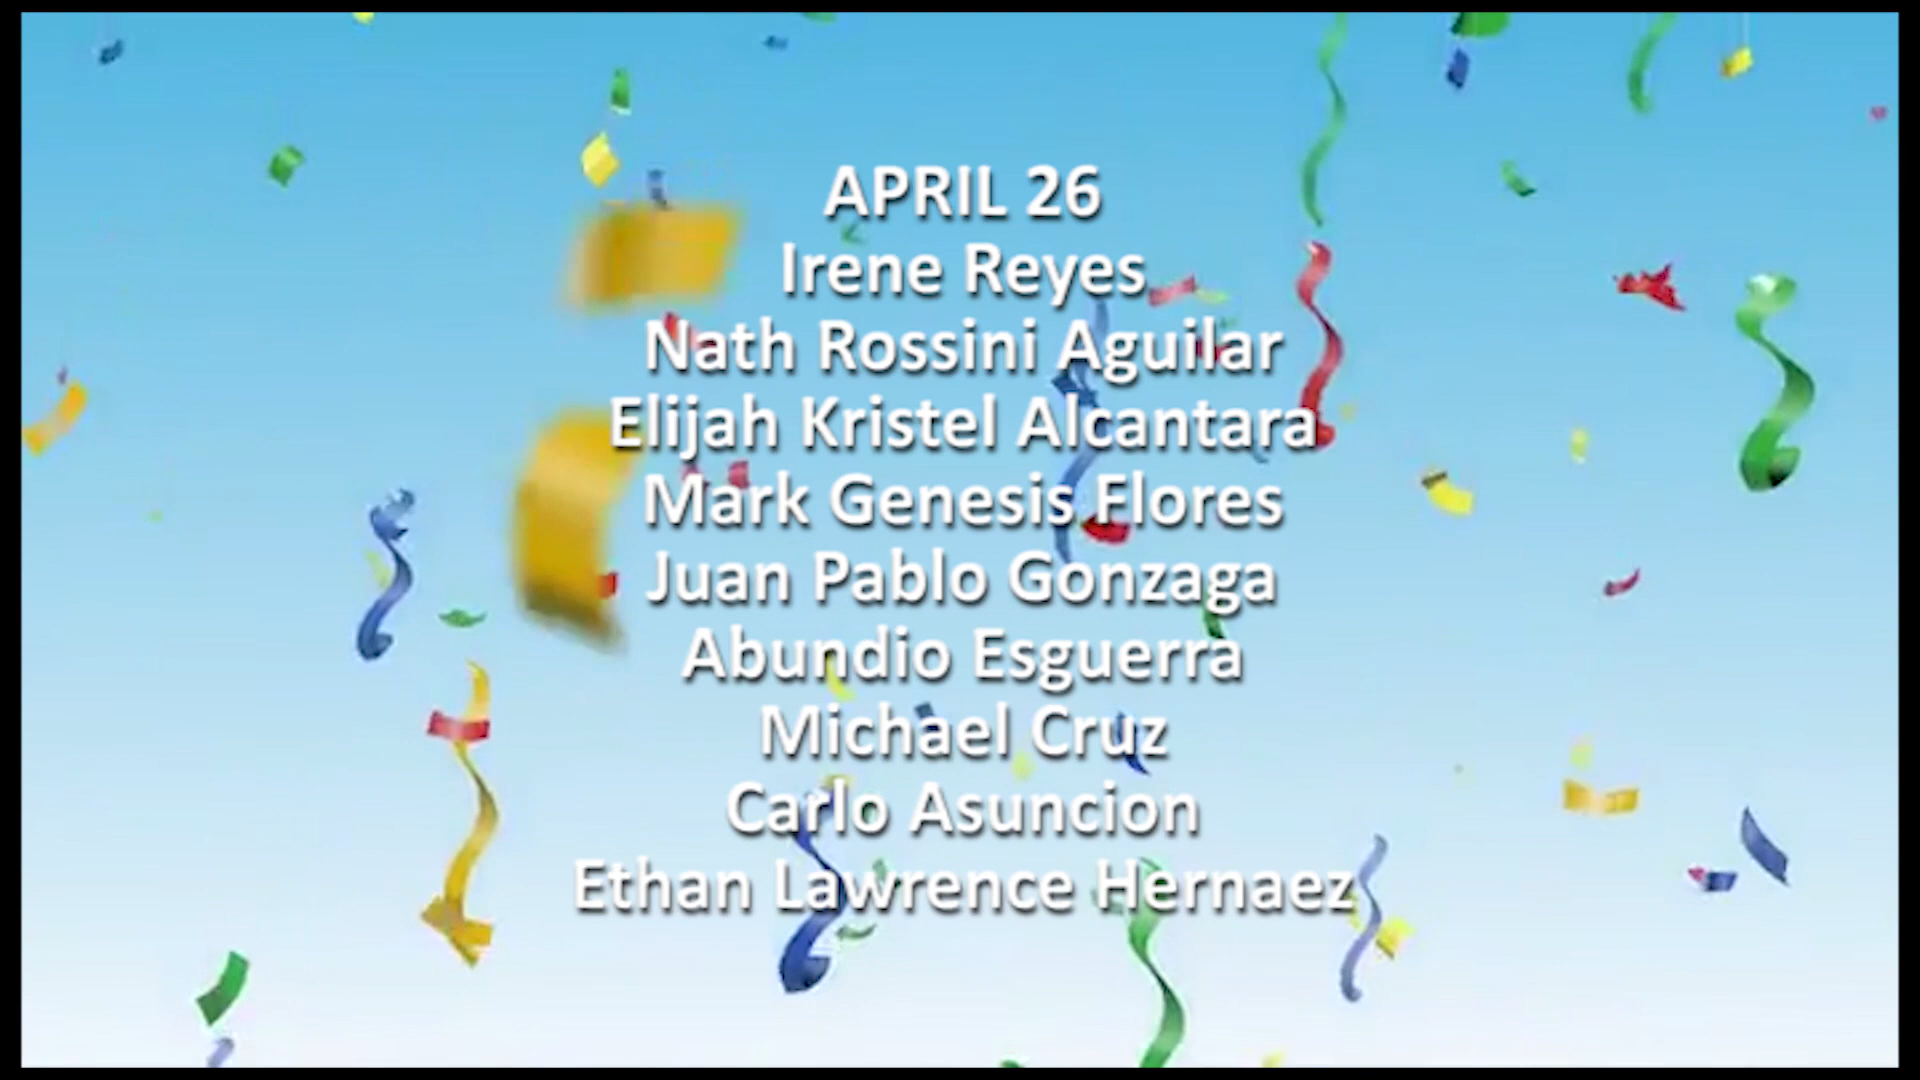 APRIL 26
Irene Reyes
Nath Rossini Aguilar
Elijah Kristel Alcantara
Mark Genesis Flores
Juan Pablo Gonzaga
Abundio Esguerra
Michael Cruz
Carlo Asuncion
Ethan Lawrence Hernaez